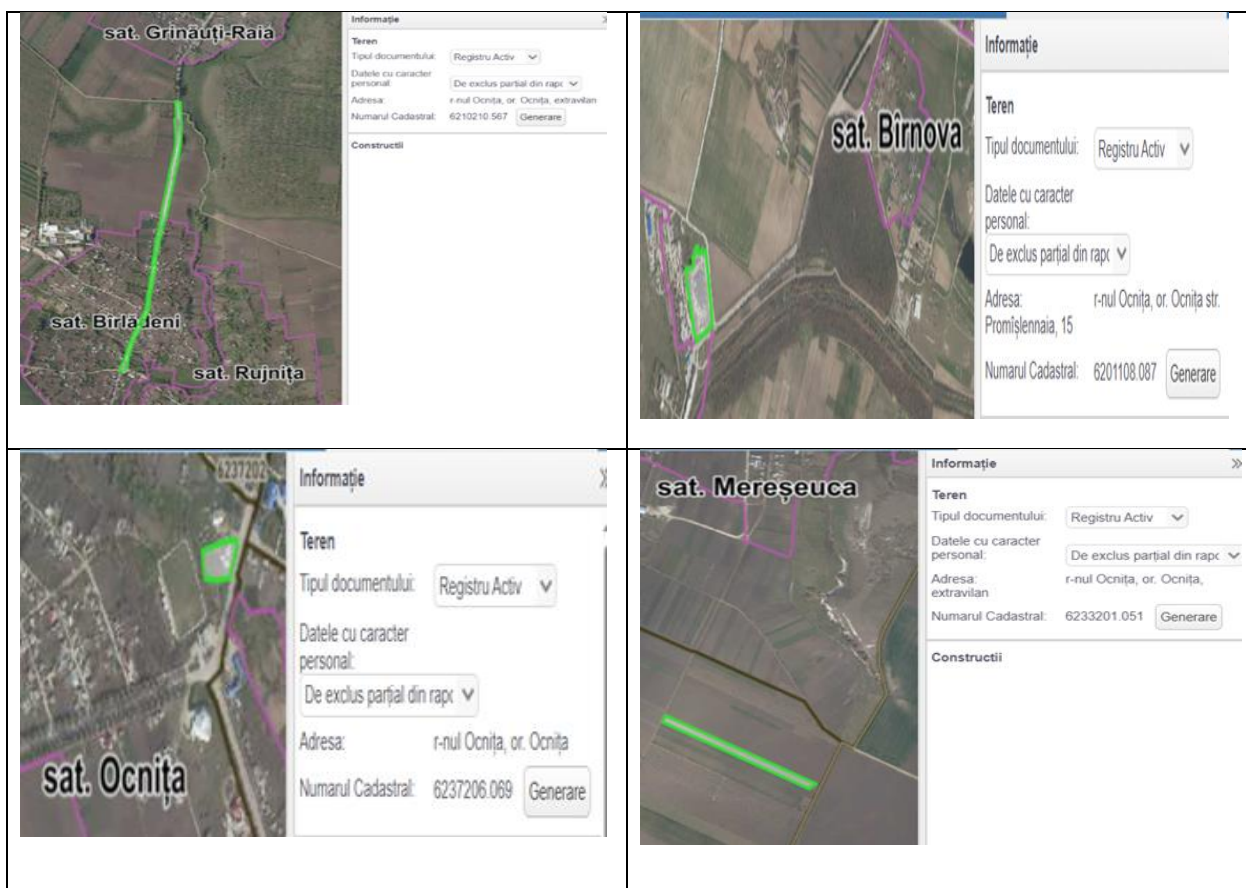 sat. Grinăuți-Raia
sat. Bîrlădeni
sat. Rujnița
Informație
Teren
Tipul documentului: Registru Activ
Datele cu caracter
personal: De exclus parțial din rapc
Adresa: r-nul Ocnița, or. Ocnița, extravilan
Numarul Cadastral: 6210210.567 Generare
Constructii
sat. Bîrnova
Informație
Teren
Tipul documentului: Registru Activ
Datele cu caracter
personal:
De exclus parțial din rapc
Adresa: r-nul Ocnița, or. Ocnița str.
Promîșlennaia, 15
Numarul Cadastral: 6201108.087 Generare
6237202
sat. Ocnița
Informație
Teren
Tipul documentului: Registru Activ
Datele cu caracter
personal:
De exclus parțial din rapc
Adresa: r-nul Ocnița, or. Ocnița
Numarul Cadastral: 6237206.069 Generare
sat. Mereșeuca
Informație
Teren
Tipul documentului: Registru Activ
Datele cu caracter
personal: De exclus parțial din rapc
Adresa: r-nul Ocnița, or. Ocnița,
extravilan
Numarul Cadastral: 6233201.051 Generare
Constructii